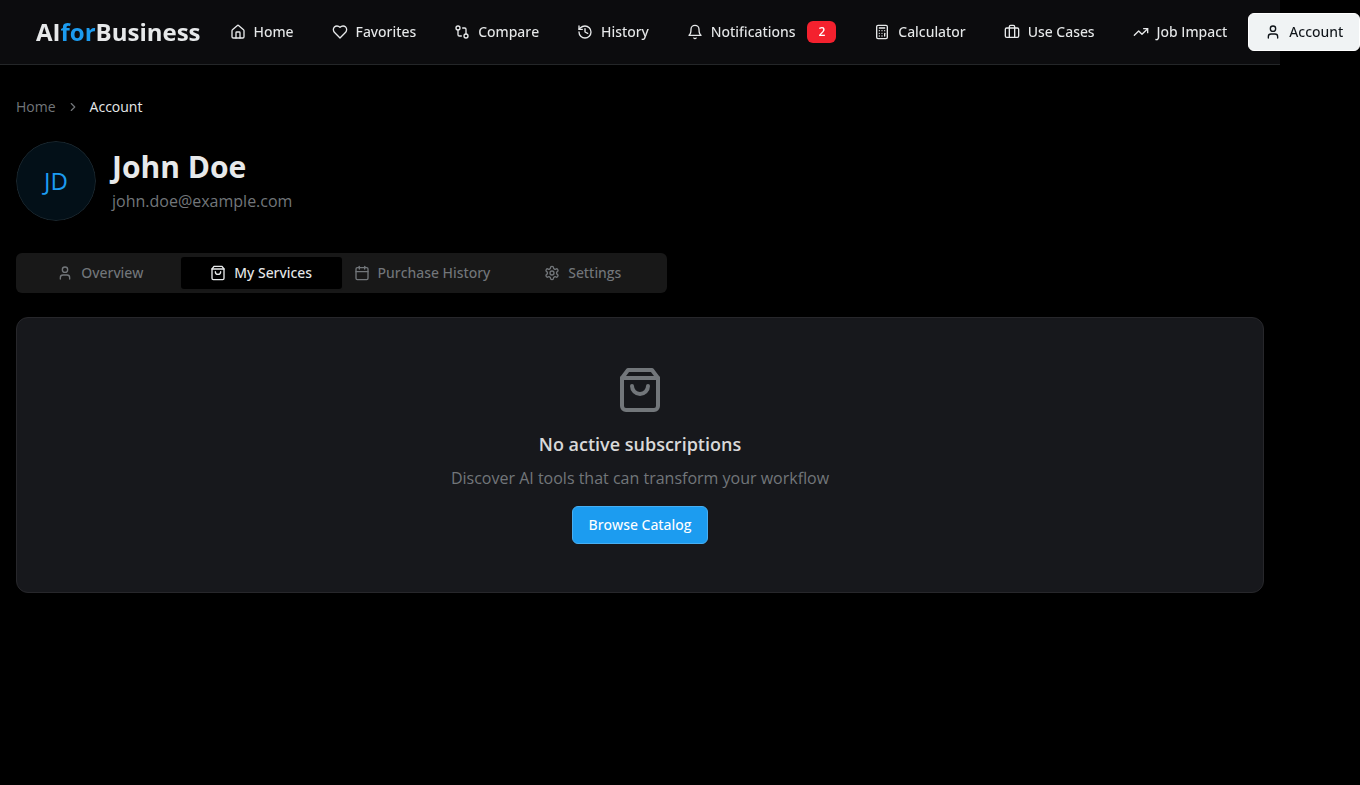 AIforBusiness Home Favorites Compare History Notifications 2 Calculator Use Cases Job Impact Account
Home Account
JD
John Doe
john.doe@example.com
Overview My Services Purchase History Settings
No active subscriptions
Discover AI tools that can transform your workflow
Browse Catalog